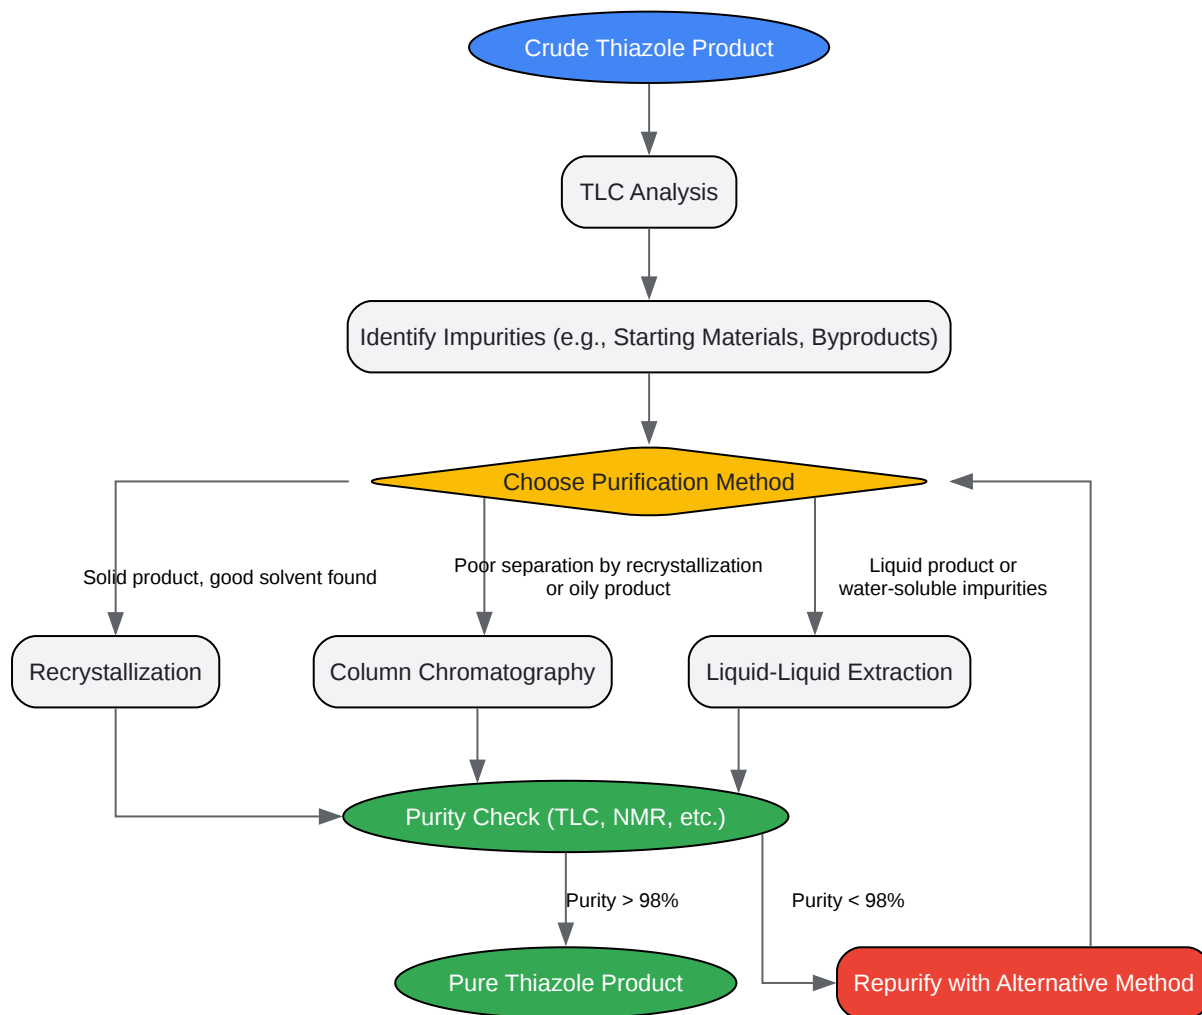 Crude Thiazole Product
TLC Analysis
Identify Impurities (e.g., Starting Materials, Byproducts)
Choose Purification Method
Solid product, good solvent found
Poor separation by recrystallization
or oily product
Liquid product or
water-soluble impurities
Recrystallization
Column Chromatography
Liquid-Liquid Extraction
Purity Check (TLC, NMR, etc.)
Purity > 98%
Purity < 98%
Pure Thiazole Product
Repurify with Alternative Method